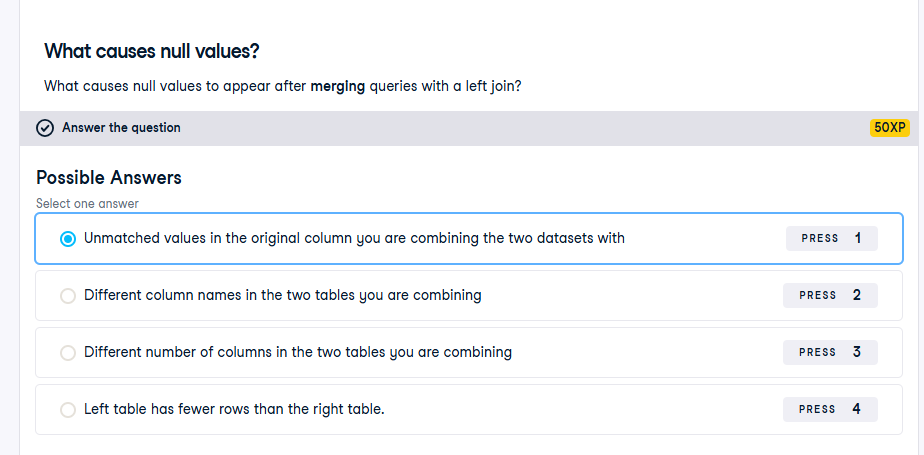 What causes null values?
What causes null values to appear after merging queries with a left join?
Answer the question 50XP
Possible Answers
Select one answer
Unmatched values in the original column you are combining the two datasets with PRESS 1
Different column names in the two tables you are combining PRESS 2
Different number of columns in the two tables you are combining PRESS 3
Left table has fewer rows than the right table. PRESS 4